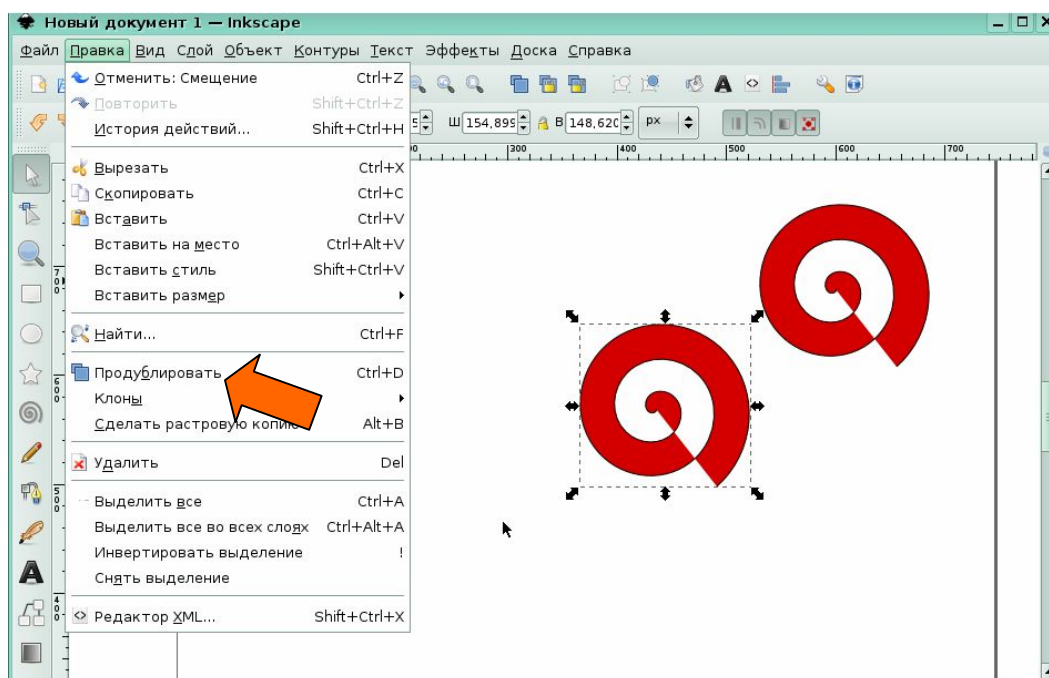 Новый документ 1 — Inkscape
Файл Правка Вид Слой Объект Контуры Текст Эффекты Доска Справка
Отменить: Смещение Ctrl+Z
Повторить Shift+Ctrl+Z
История действий... Shift+Ctrl+H
Ш 154,899 В 148,620 px
300 400 500 600 700
Вырезать Ctrl+X
Скопировать Ctrl+C
Вставить Ctrl+V
Вставить на место Ctrl+Alt+V
Вставить стиль Shift+Ctrl+V
Вставить размер
Найти... Ctrl+F
Продублировать Ctrl+D
Клоны
Сделать растровую копию Alt+B
Удалить Del
Выделить все Ctrl+A
Выделить все во всех слоях Ctrl+Alt+A
Инвертировать выделение !
Снять выделение
Редактор XML... Shift+Ctrl+X
700
600
500
400